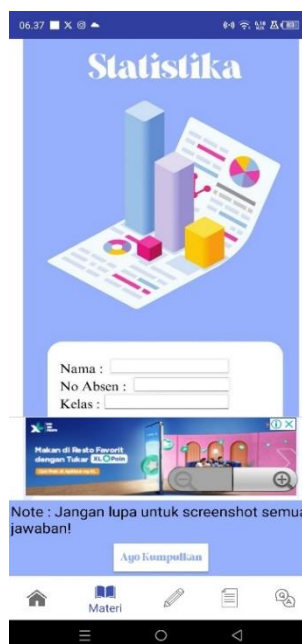 06.37
Statistika
Nama :
No Absen :
Kelas :
Makan di Resto Favorit
dengan Tukar XL Poin
Note : Jangan lupa untuk screenshot semua
jawaban!
Ayo Kumpulkan
Materi